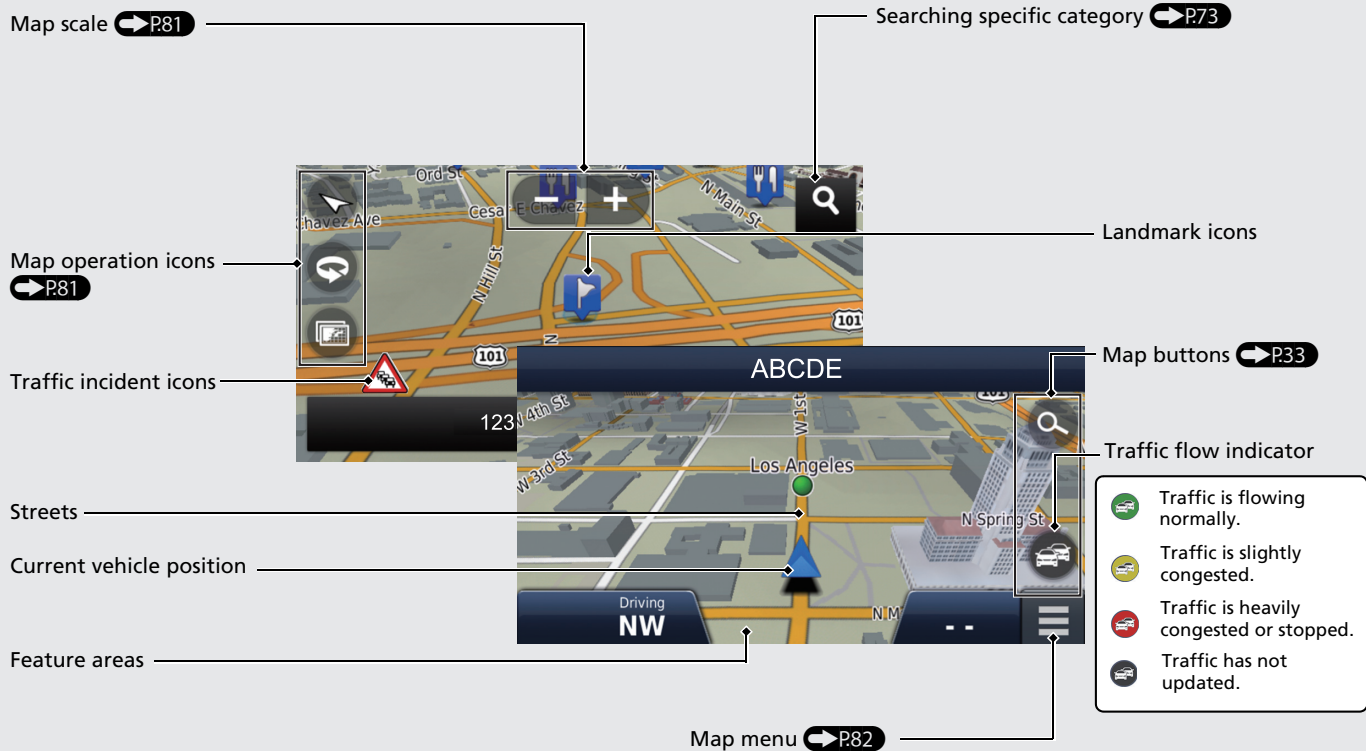 Map scale P.81
Searching specific category P.73
Ord St
Cesar E Chavez
N Main St
Chavez Ave
N Hill St
N
101
101
Map operation icons
P.81
Landmark icons
Traffic incident icons
123
ABCDE
Map buttons P.33
101
W 4th St
W 1st
Los Angeles
W 3rd St
N Spring St
Traffic flow indicator
Traffic is flowing
normally.
Traffic is slightly
congested.
Traffic is heavily
congested or stopped.
Traffic has not
updated.
Streets
Current vehicle position
Driving
NW
N M
- -
Feature areas
Map menu P.82